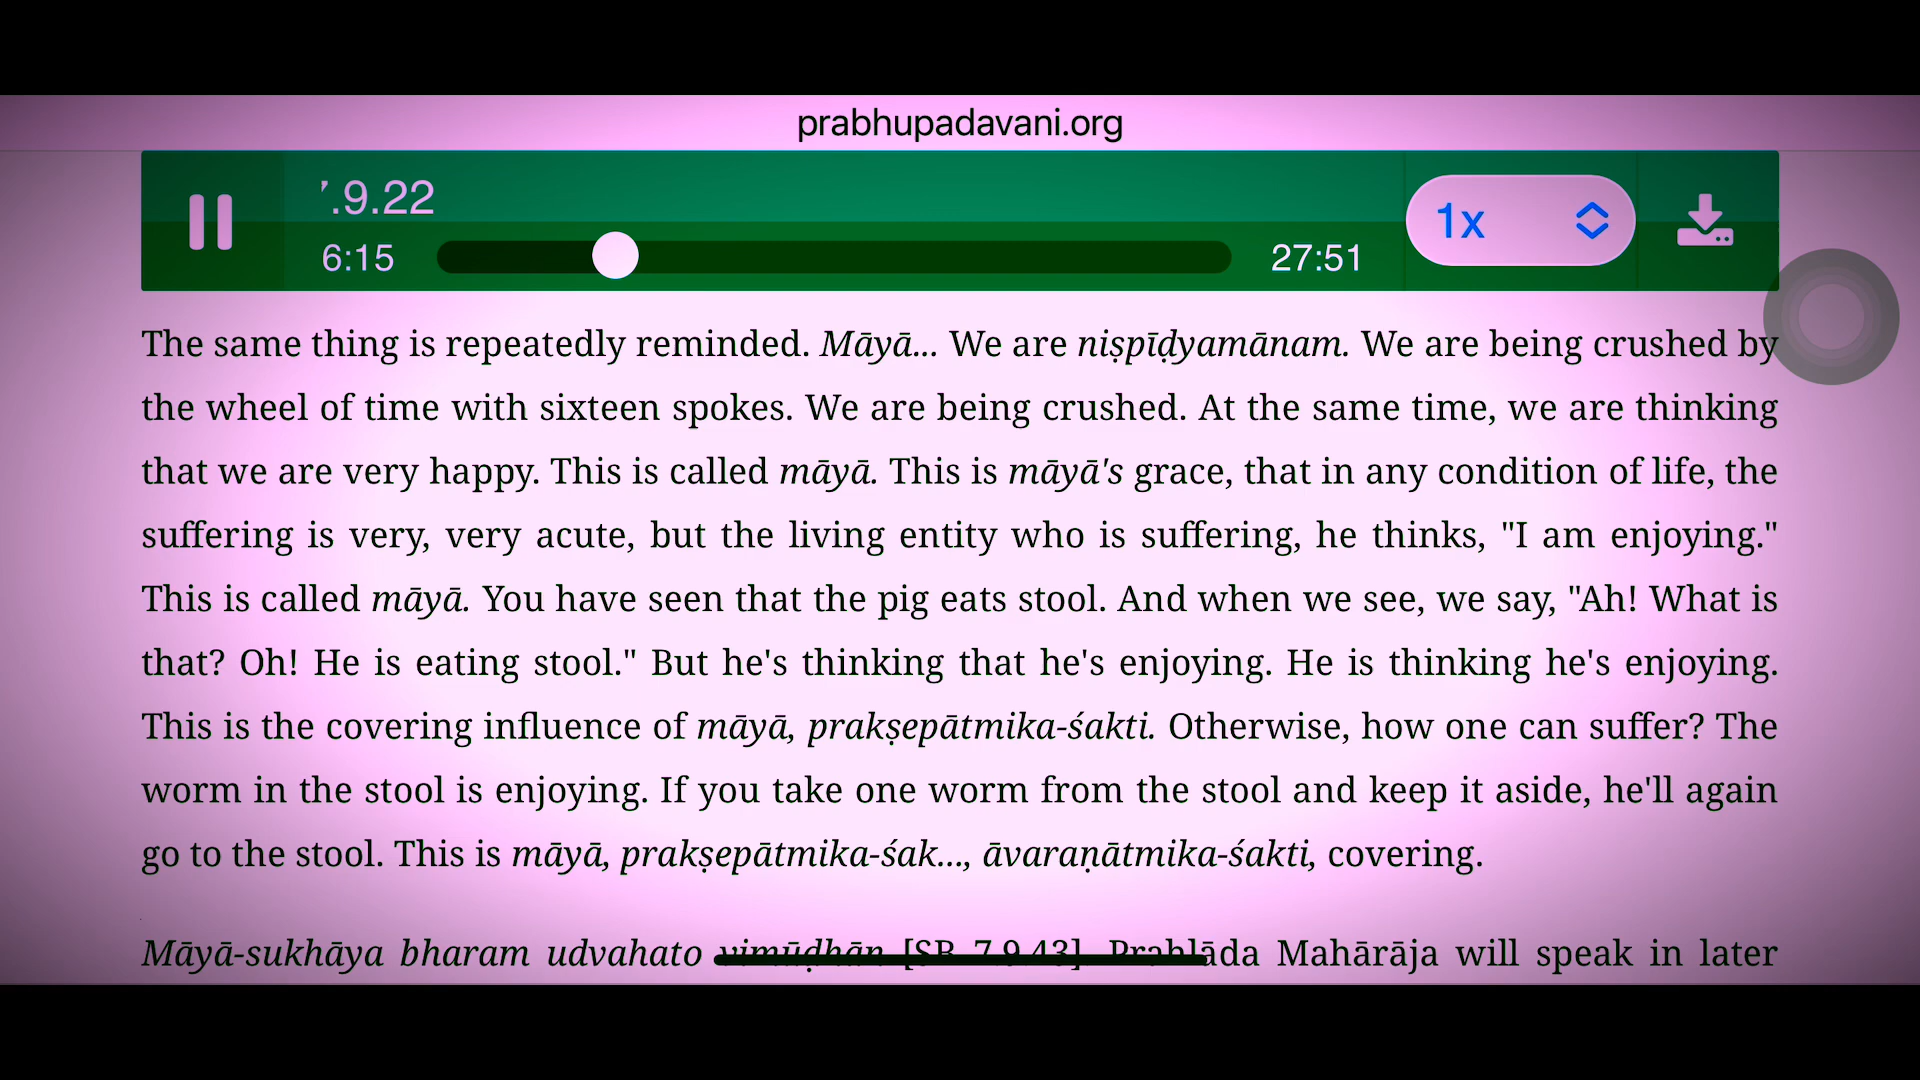 prabhupadavani.org
.9.22
6:15
27:51
1x
The same thing is repeatedly reminded. Māyā... We are niṣpīḍyamānam. We are being crushed by
the wheel of time with sixteen spokes. We are being crushed. At the same time, we are thinking
that we are very happy. This is called māyā. This is māyā's grace, that in any condition of life, the
suffering is very, very acute, but the living entity who is suffering, he thinks, "I am enjoying."
This is called māyā. You have seen that the pig eats stool. And when we see, we say, "Ah! What is
that? Oh! He is eating stool." But he's thinking that he's enjoying. He is thinking he's enjoying.
This is the covering influence of māyā, prakṣepātmika-śakti. Otherwise, how one can suffer? The
worm in the stool is enjoying. If you take one worm from the stool and keep it aside, he'll again
go to the stool. This is māyā, prakṣepātmika-śak..., āvaraṇātmika-śakti, covering.
Māyā-sukhāya bharam udvahato vimūḍhān [SB 7.9.43]. Prahlāda Mahārāja will speak in later